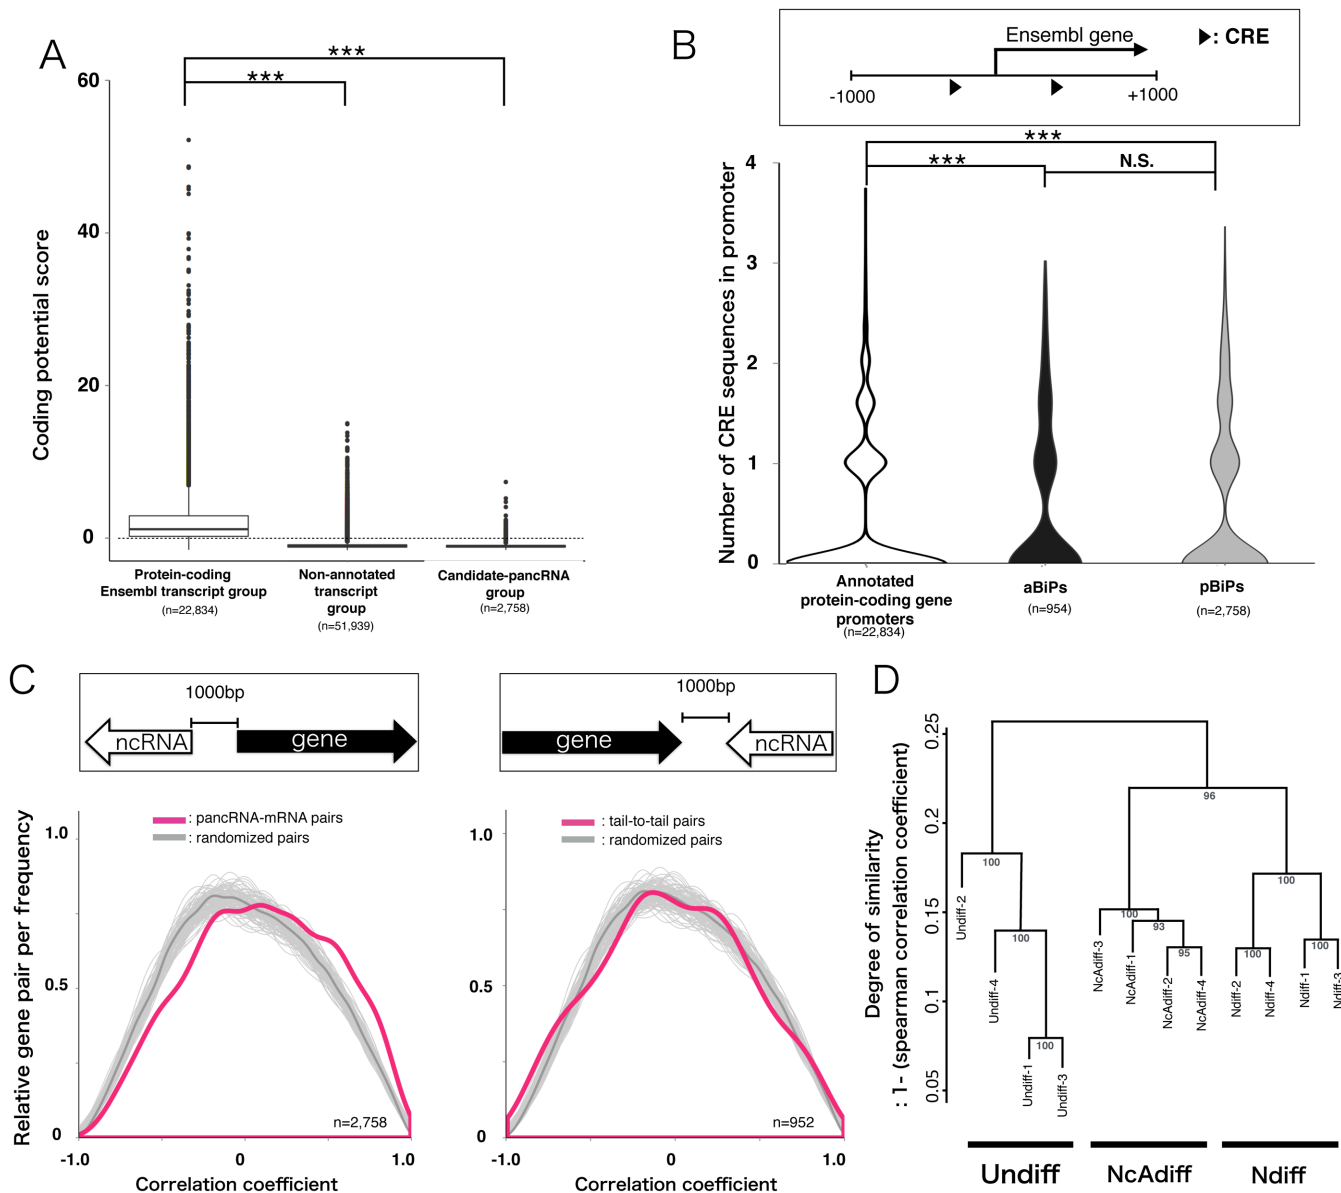 A
***
***
60
40
20
0
Coding potential score
Protein-coding
Ensembl transcript group
(n=22,834)
Non-annotated
transcript
group
(n=51,939)
Candidate-pancRNA
group
(n=2,758)
B
Ensembl gene
: CRE
-1000
+1000
***
***
N.S.
4
3
2
1
0
Number of CRE sequences in promoter
Annotated
protein-coding gene
promoters
(n=22,834)
aBiPs
(n=954)
pBiPs
(n=2,758)
C
1000bp
ncRNA
gene
1000bp
gene
ncRNA
Relative gene pair per frequency
: pancRNA-mRNA pairs
: randomized pairs
1.0
0.5
0
n=2,758
-1.0
0
1.0
Correlation coefficient
: tail-to-tail pairs
: randomized pairs
1.0
0.5
0
n=952
-1.0
0
1.0
Correlation coefficient
D
Degree of similarity
: 1- (spearman correlation coefficient)
0.25
0.2
0.15
0.1
0.05
96
100
100
100
100
93
95
100
100
100
Undiff-2
Undiff-4
Undiff-1
Undiff-3
NcAdiff-3
NcAdiff-1
NcAdiff-2
NcAdiff-4
Ndiff-2
Ndiff-4
Ndiff-1
Ndiff-3
Undiff
NcAdiff
Ndiff